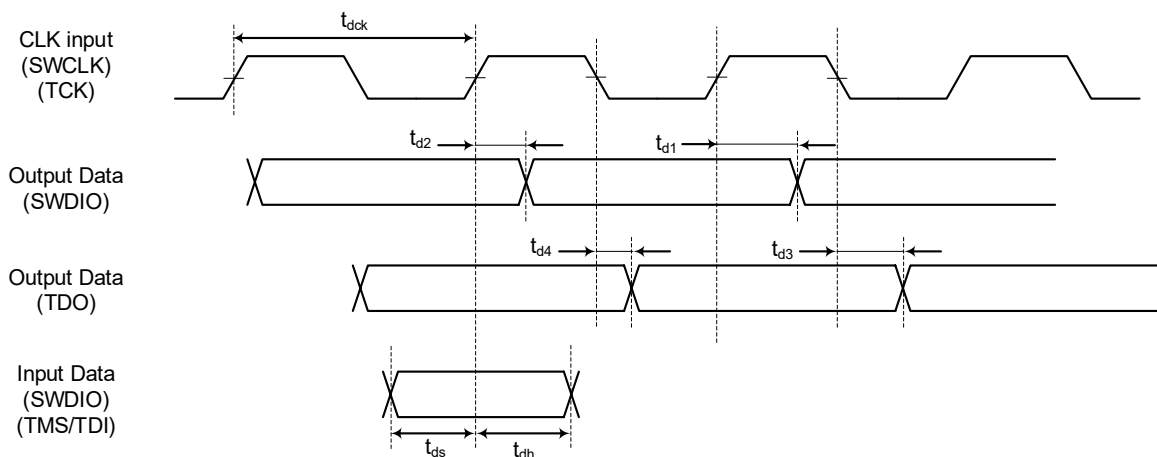 t_dck
CLK input
(SWCLK)
(TCK)
t_d2
t_d1
Output Data
(SWDIO)
t_d4
t_d3
Output Data
(TDO)
Input Data
(SWDIO)
(TMS/TDI)
t_ds
t_dh